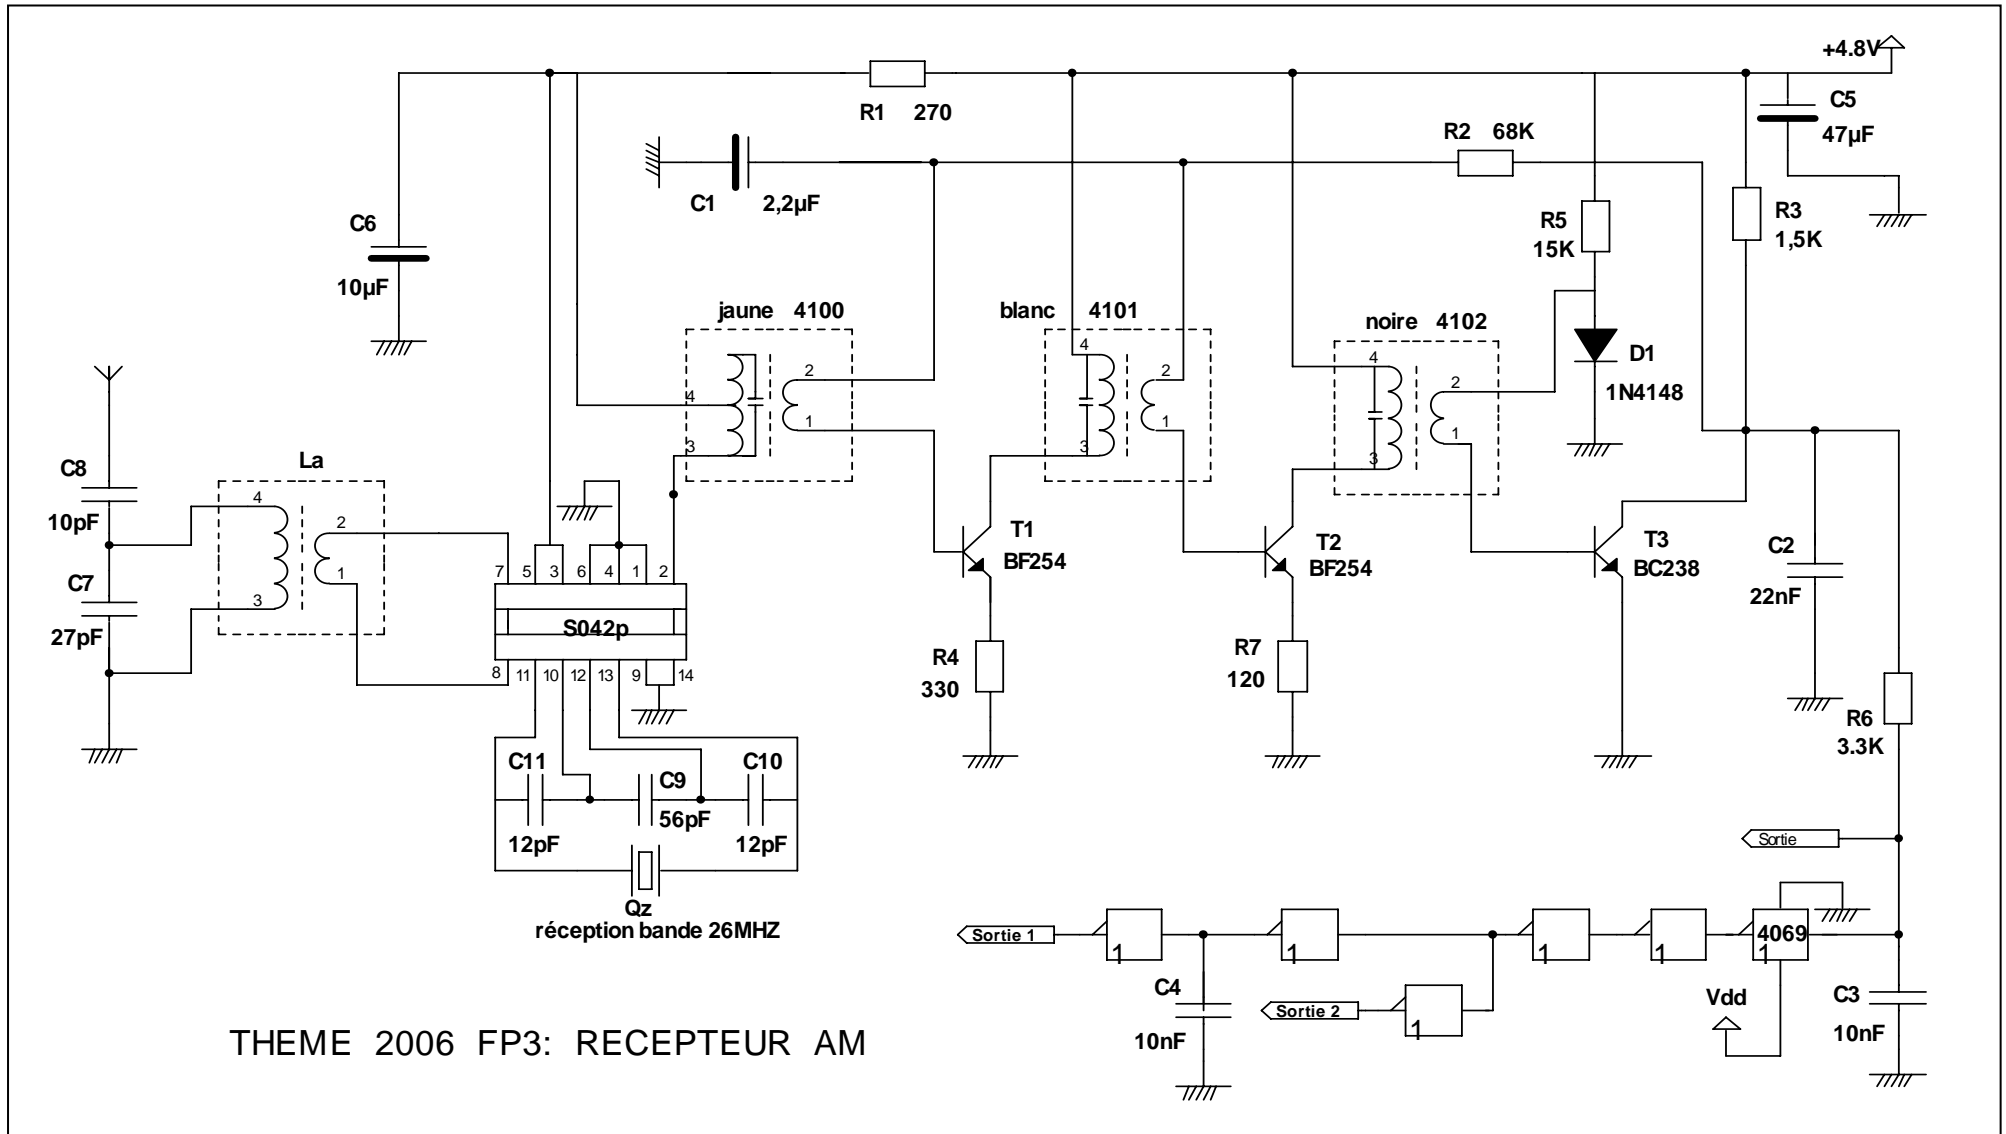 +4.8V
C5
47µF
R1 270
R2 68K
C1 2,2µF
C6
10µF
R5
15K
R3
1,5K
jaune 4100
4
3
2
1
blanc 4101
4
3
2
1
noire 4102
4
3
2
1
D1
1N4148
La
4
3
2
1
C8
10pF
C7
27pF
7 5 3 6 4 1 2
S042p
8 11 10 12 13 9 14
T1
BF254
T2
BF254
T3
BC238
C2
22nF
R4
330
R7
120
R6
3.3K
C11
12pF
C9
56pF
C10
12pF
Qz
réception bande 26MHZ
Sortie
Sortie 1
1
1
1
1
4069
1
Sortie 2
1
C4
10nF
Vdd
C3
10nF
THEME 2006 FP3: RECEPTEUR AM